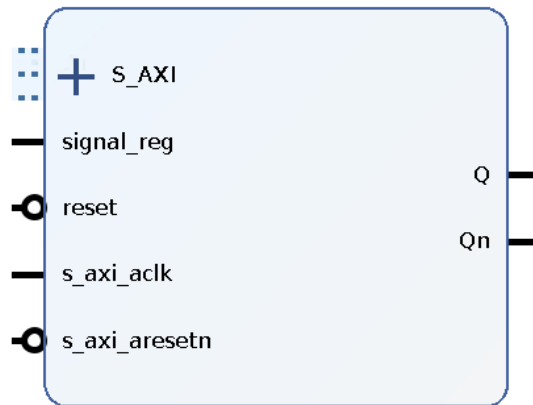 S_AXI
signal_reg
reset
s_axi_aclk
s_axi_aresetn
Q
Qn